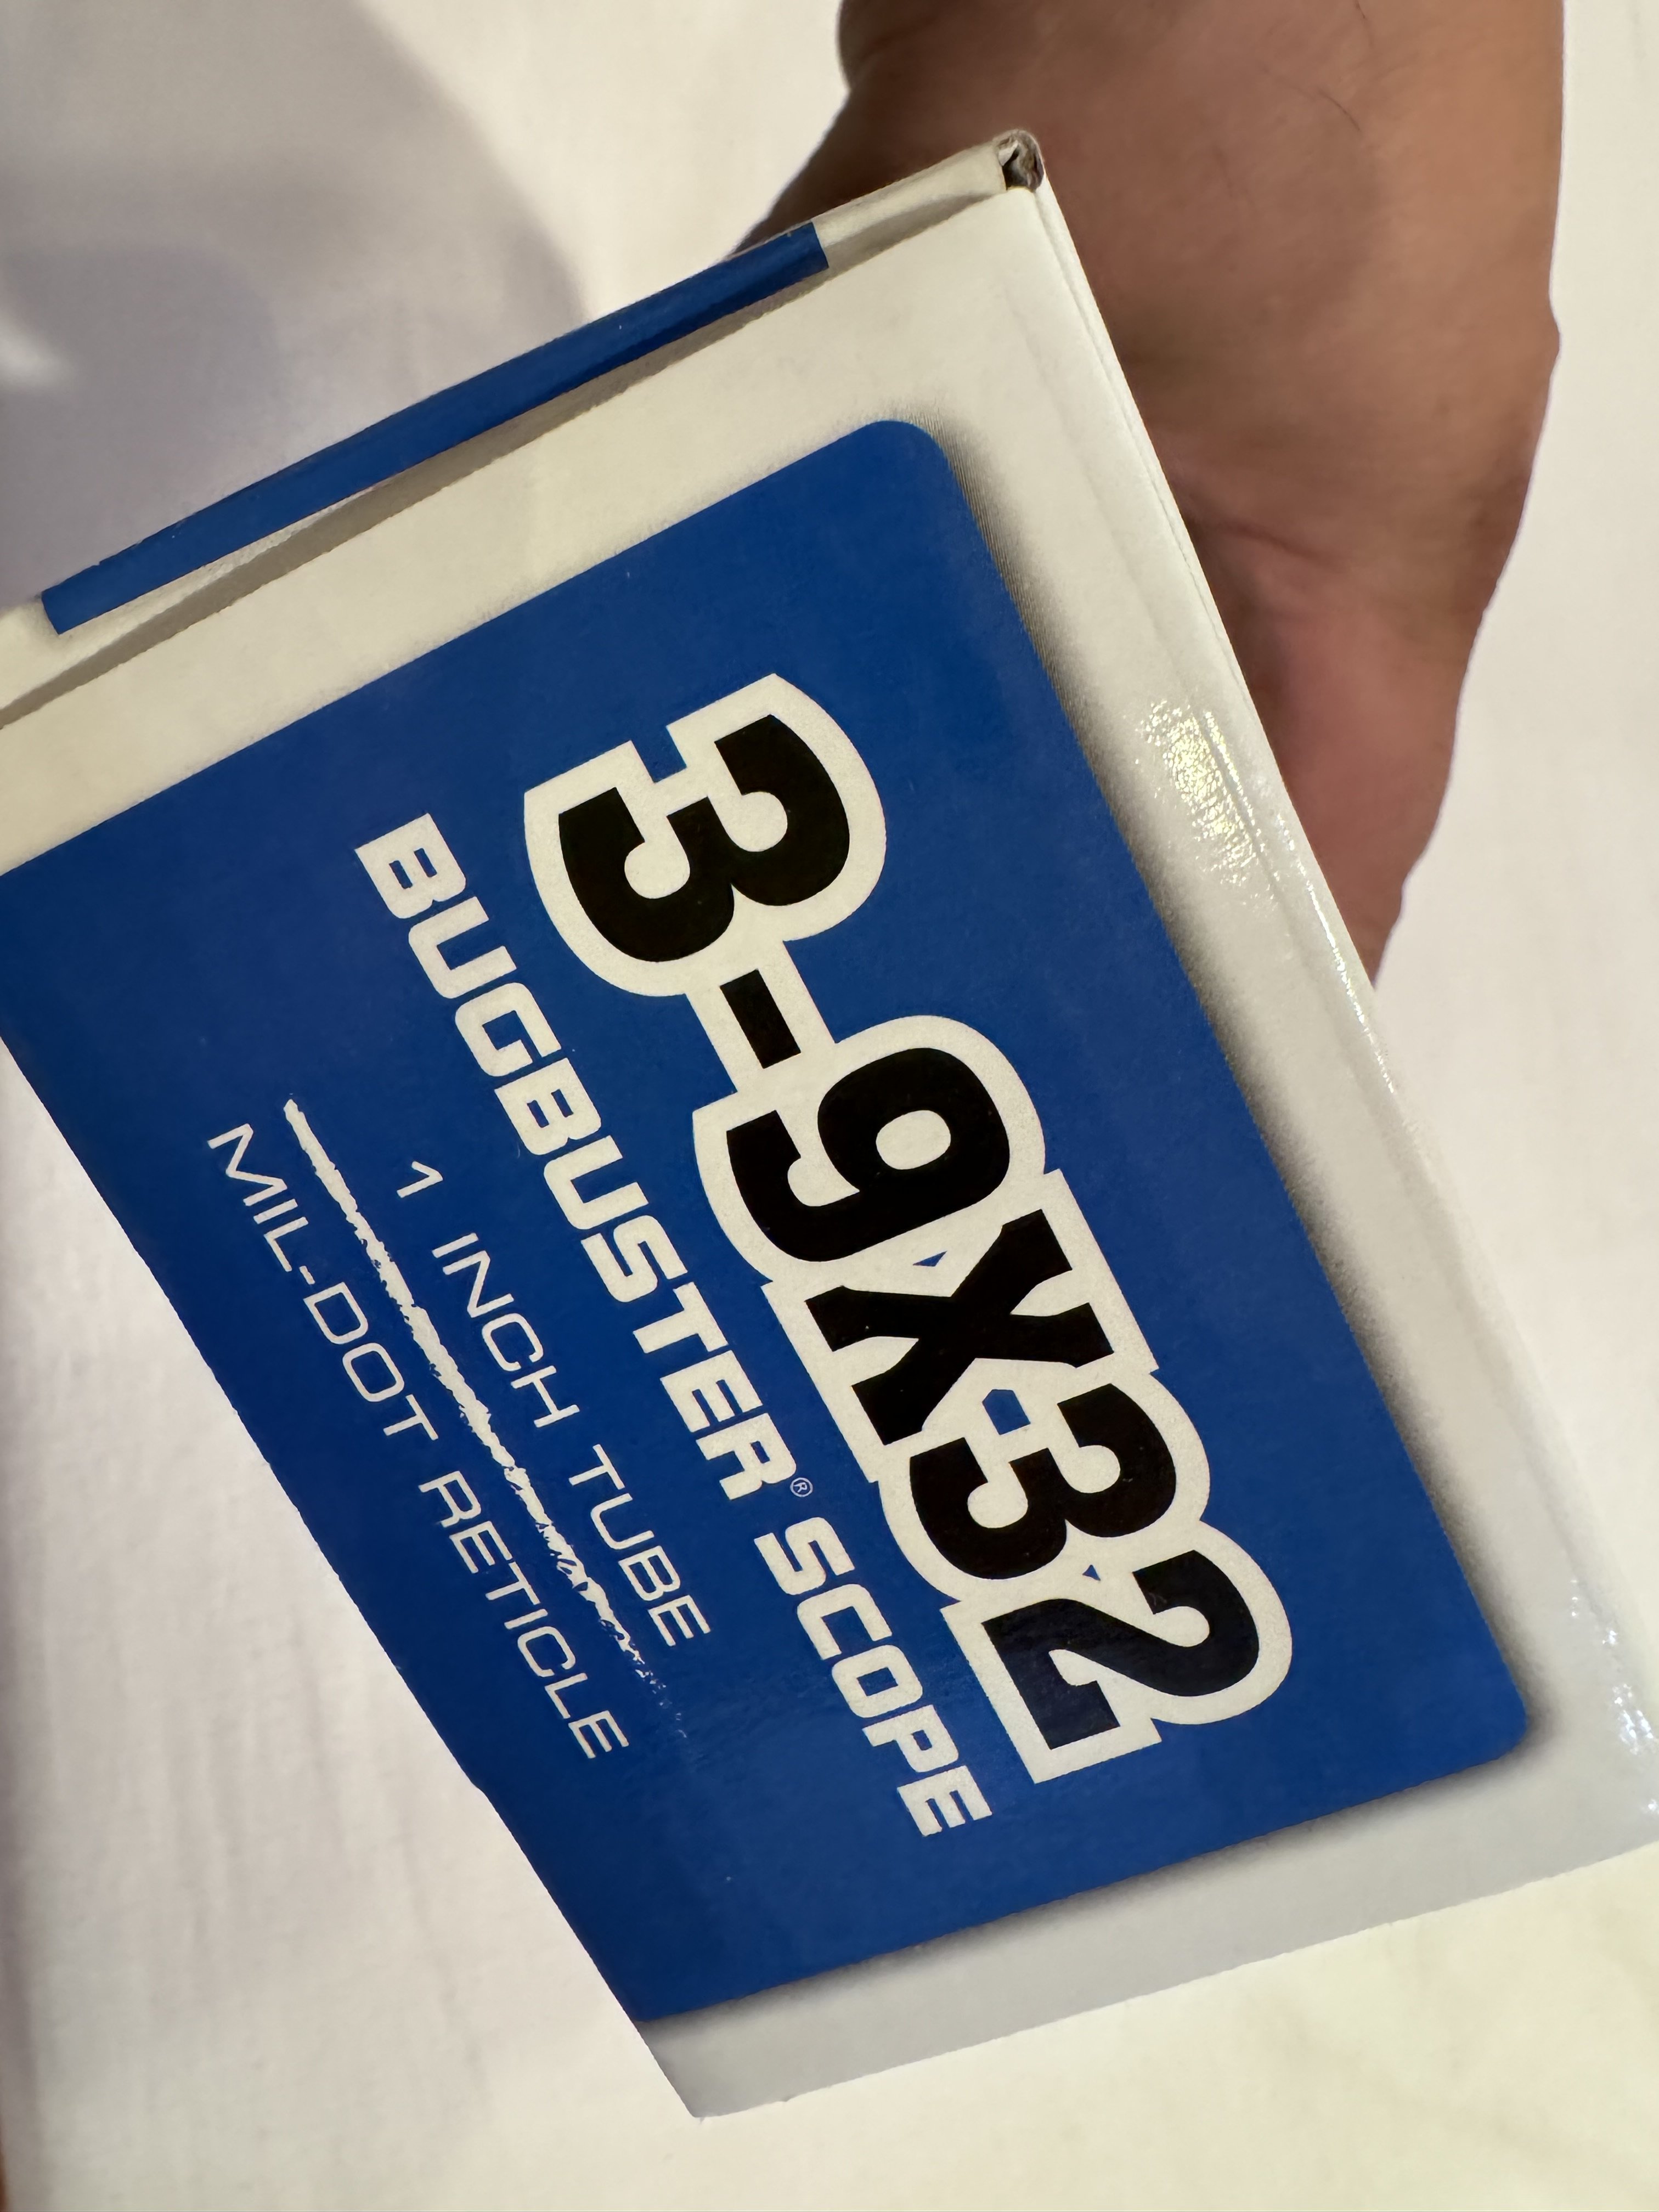 3-9X32
BUGBUSTER® SCOPE
1 INCH TUBE
MIL-DOT RETICLE